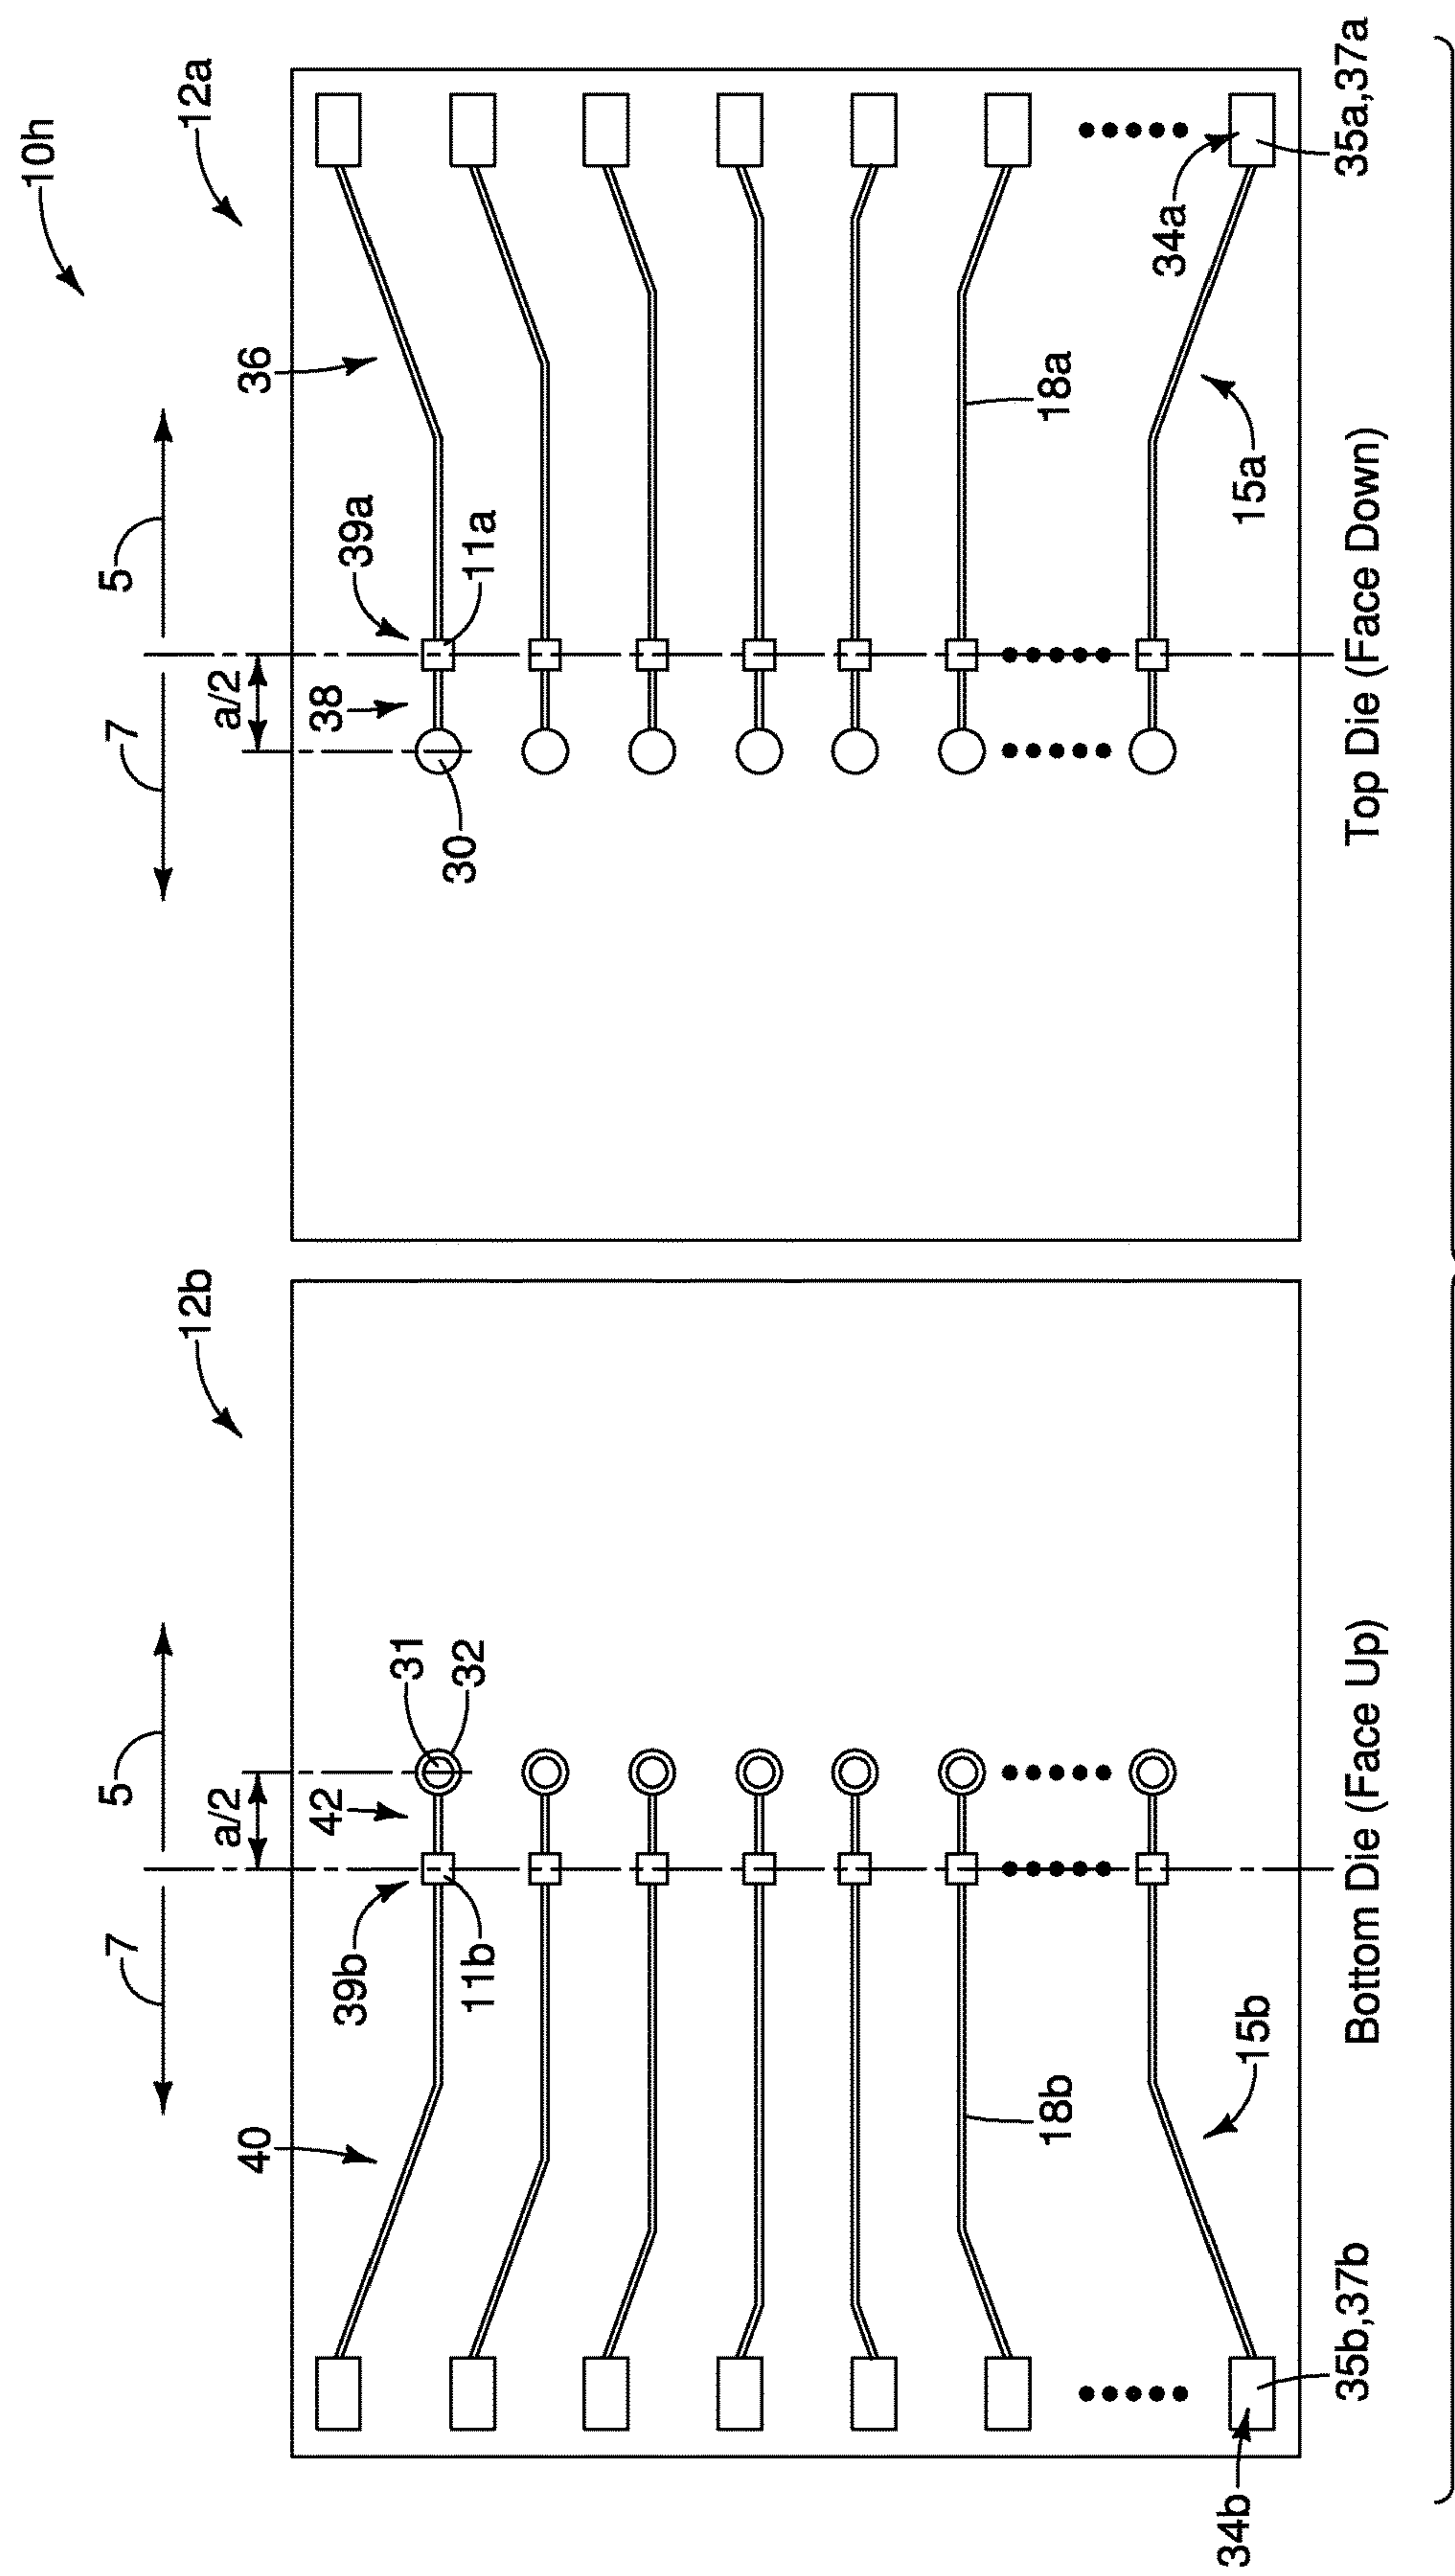 10h
12b
12a
7
5
7
5
a/2
a/2
40
39b
42
31
38
39a
36
11b
32
30
11a
18b
18a
34b
15b
15a
34a
35b,37b
35a,37a
Bottom Die (Face Up)
Top Die (Face Down)